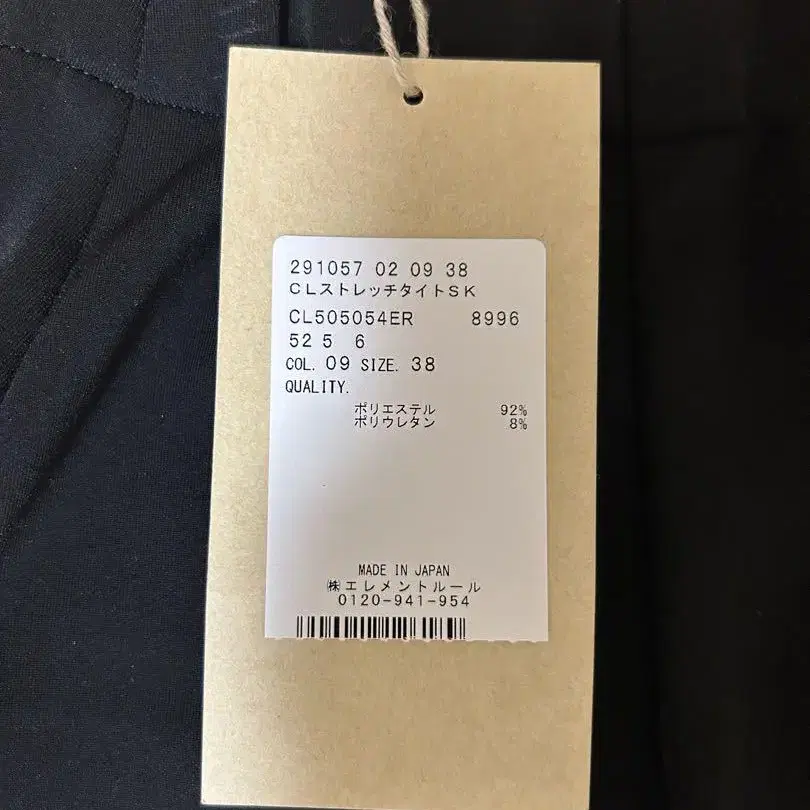 291057 02 09 38
CLストレッチタイトSK
CL505054ER 8996
52 5 6
COL. 09 SIZE. 38
QUALITY.
ポリエステル 92%
ポリウレタン 8%
MADE IN JAPAN
㈱エレメントルール
0120-941-954